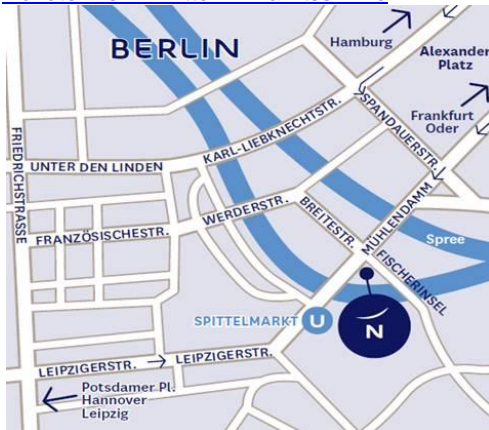 BERLIN
Hamburg
Alexander
Platz
Frankfurt
Oder
SPANDAUERSTR.
KARL-LIEBKNECHTSTR.
UNTER DEN LINDEN
FRIEDRICHSTRASSE
WERDERSTR.
BREITESTR.
MÜHLENDAMM
FRANZÖSISCHESTR.
Spree
FISCHERINSEL
SPITTELMARKT U
N
LEIPZIGERSTR.
LEIPZIGERSTR.
Potsdamer Pl.
Hannover
Leipzig